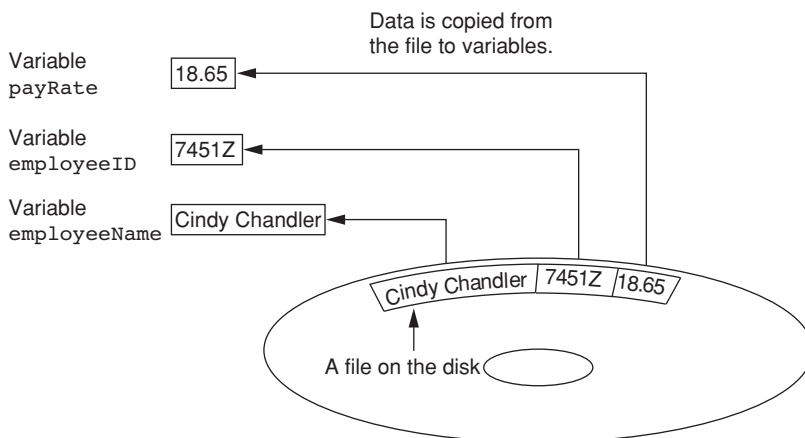 Data is copied from
the file to variables.
Variable
payRate
18.65
Variable
employeeID
7451Z
Variable
employeeName
Cindy Chandler
Cindy Chandler 7451Z 18.65
A file on the disk